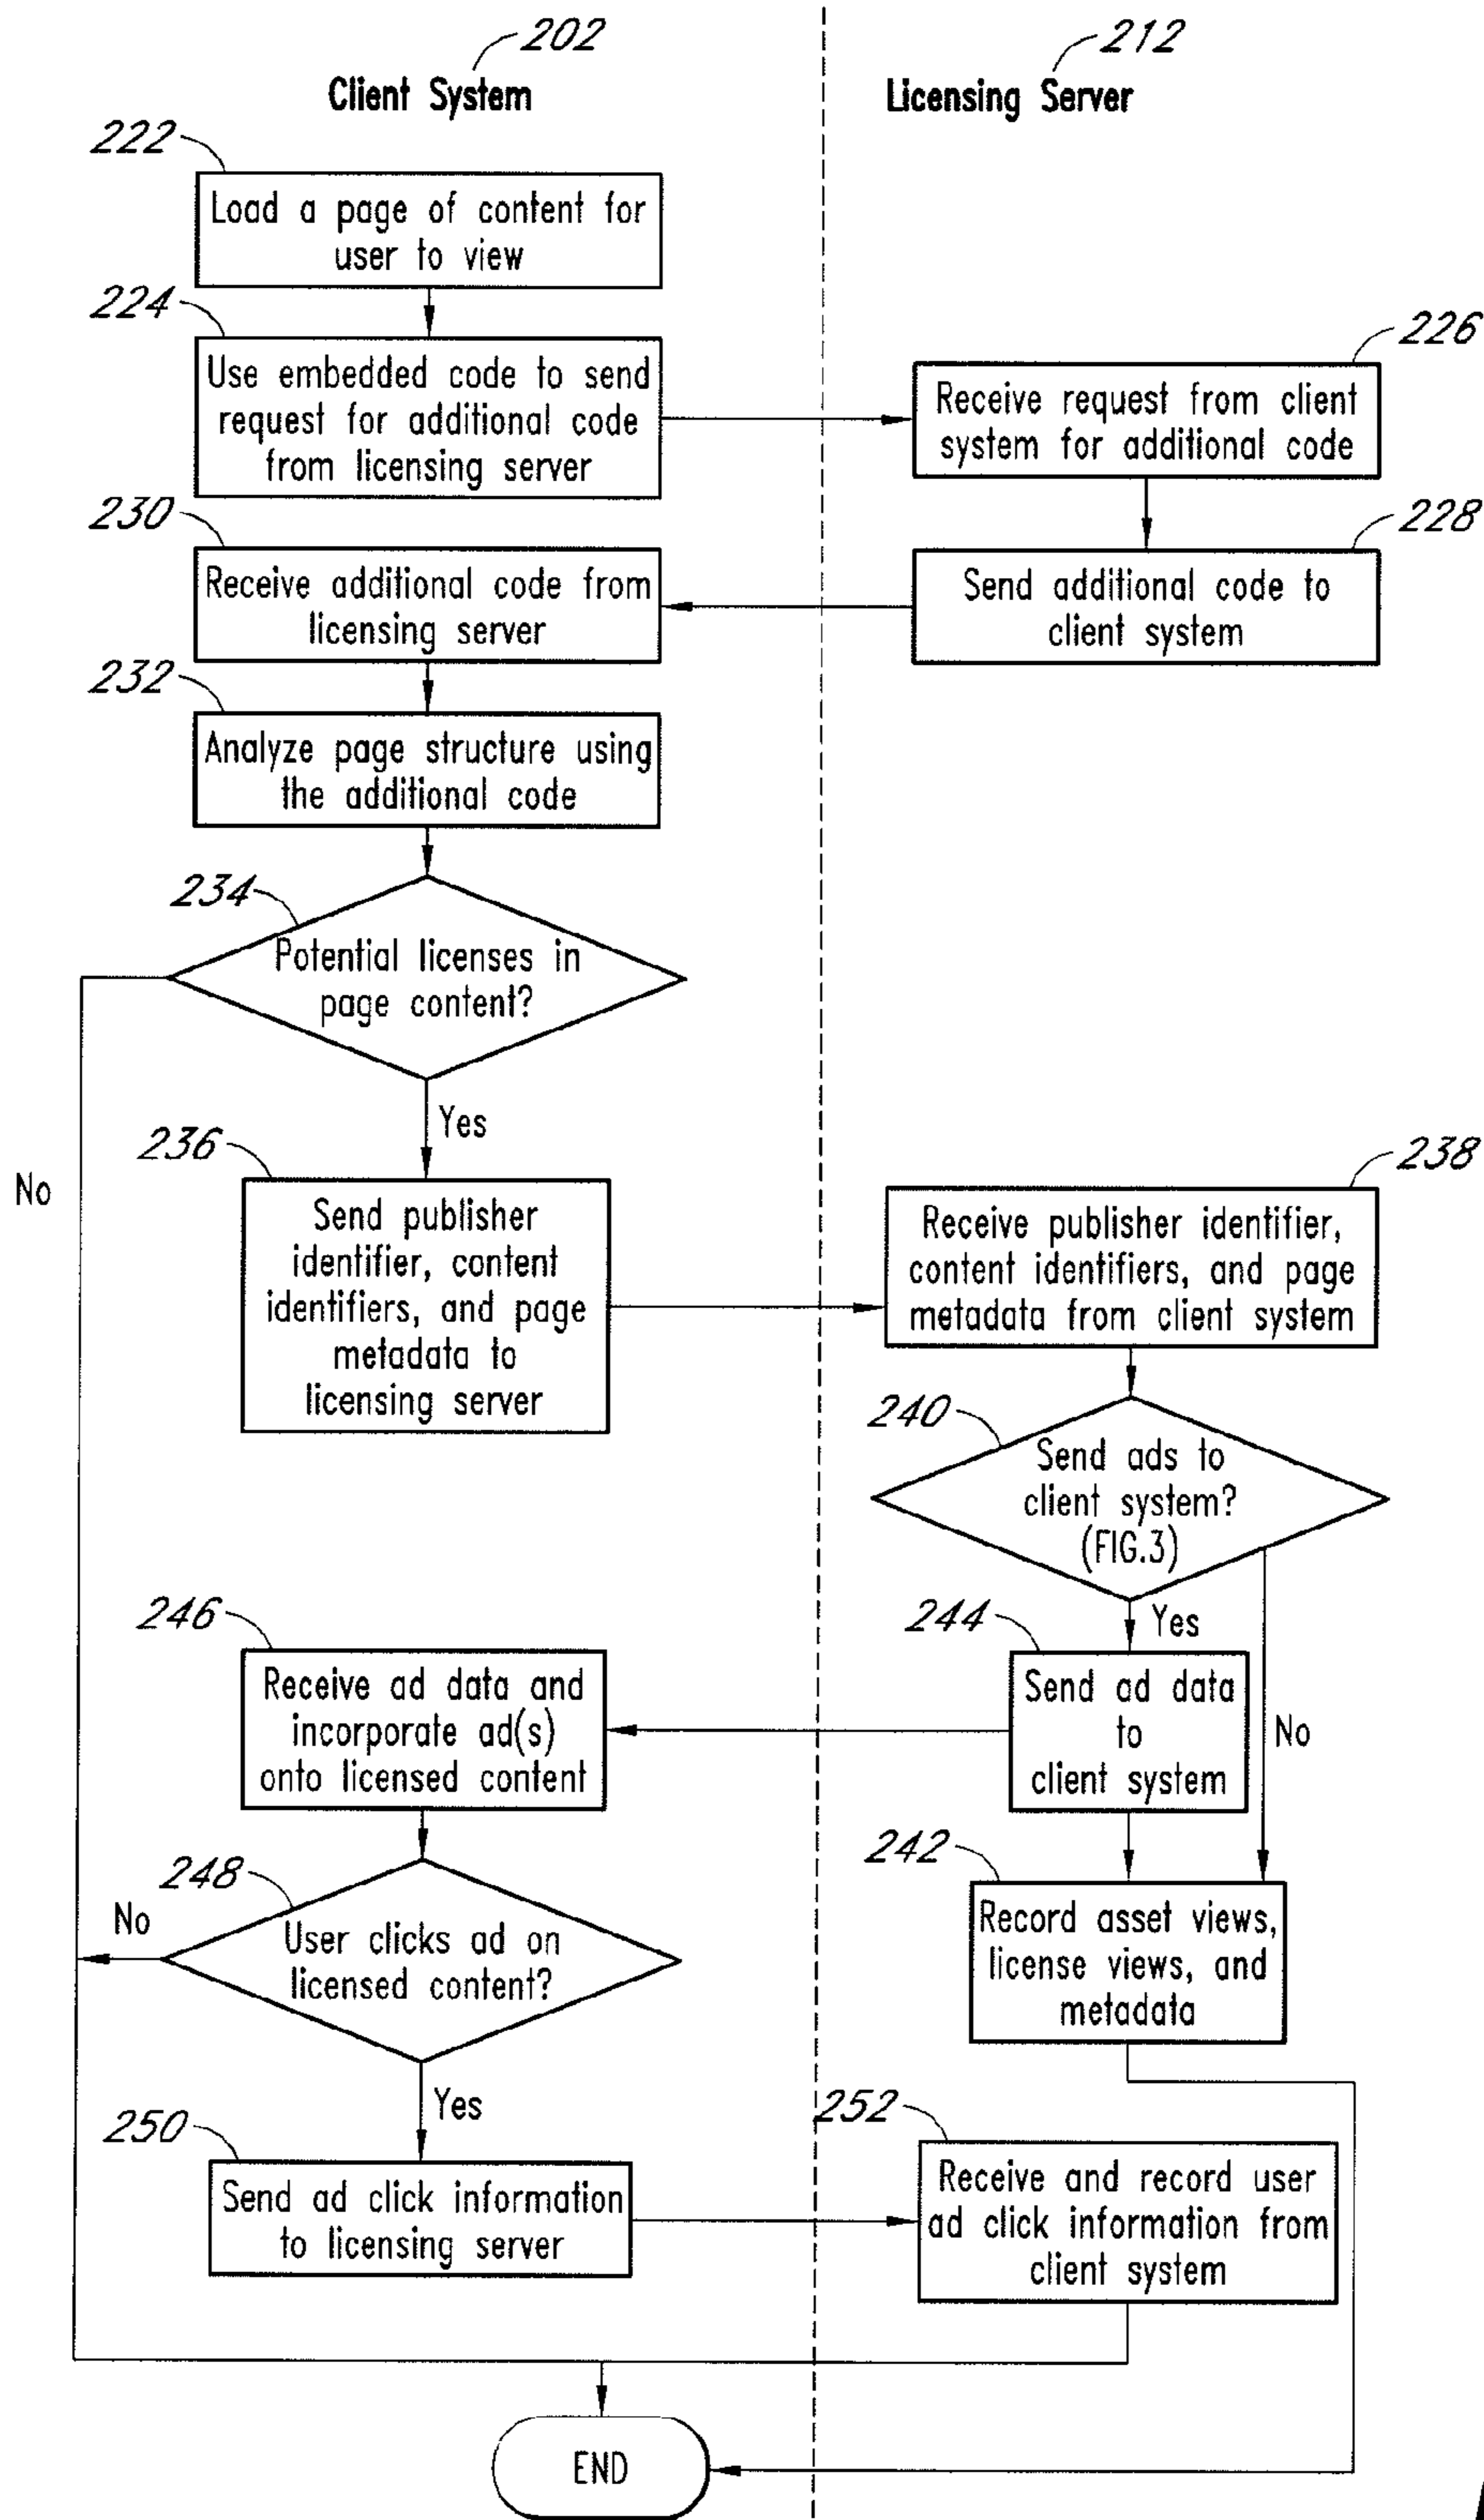 202
212
Client System
Licensing Server
222
Load a page of content for
user to view
224
Use embedded code to send
request for additional code
from licensing server
226
Receive request from client
system for additional code
228
Send additional code to
client system
230
Receive additional code from
licensing server
232
Analyze page structure using
the additional code
234
Potential licenses in
page content?
No
Yes
236
Send publisher
identifier, content
identifiers, and page
metadata to
licensing server
238
Receive publisher identifier,
content identifiers, and page
metadata from client system
240
Send ads to
client system?
(FIG.3)
Yes
No
244
Send ad data
to
client system
246
Receive ad data and
incorporate ad(s)
onto licensed content
242
Record asset views,
license views, and
metadata
248
User clicks ad on
licensed content?
No
Yes
250
Send ad click information
to licensing server
252
Receive and record user
ad click information from
client system
END